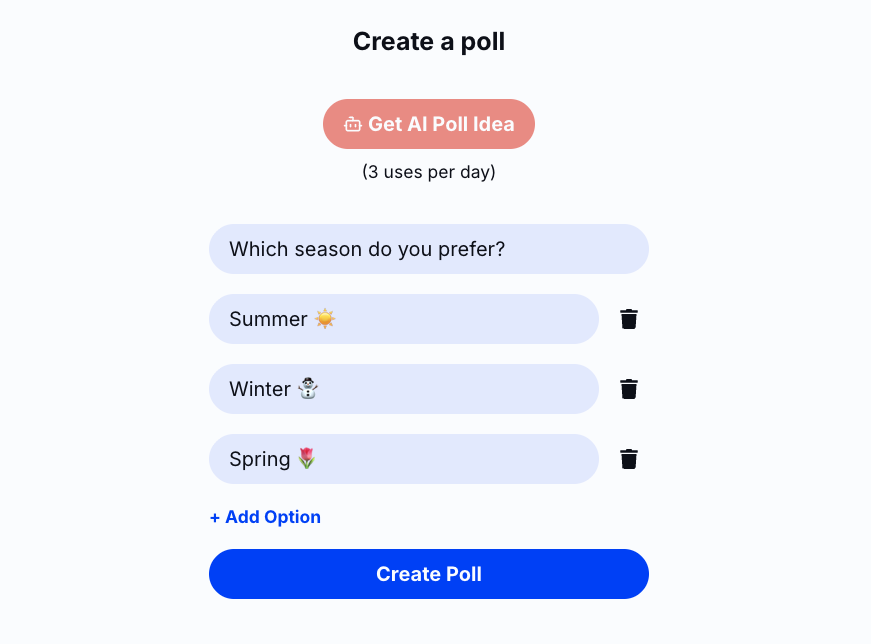 Create a poll
Get AI Poll Idea
(3 uses per day)
Which season do you prefer?
Summer ☀️
Winter ⛄
Spring 🌷
+ Add Option
Create Poll